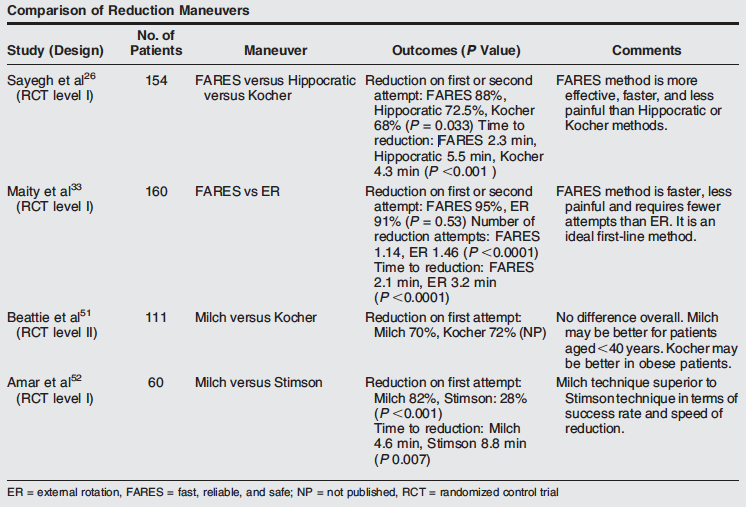 Comparison of Reduction Maneuvers
Study (Design)
No. of
Patients
Maneuver
Outcomes (P Value)
Comments
Sayegh et al26
(RCT level I)
154
FARES versus Hippocratic
versus Kocher
Reduction on first or second
attempt: FARES 88%,
Hippocratic 72.5%, Kocher
68% (P = 0.033) Time to
reduction: FARES 2.3 min,
Hippocratic 5.5 min, Kocher
4.3 min (P <0.001 )
FARES method is more
effective, faster, and less
painful than Hippocratic or
Kocher methods.
Maity et al33
(RCT level I)
160
FARES vs ER
Reduction on first or second
attempt: FARES 95%, ER
91% (P = 0.53) Number of
reduction attempts: FARES
1.14, ER 1.46 (P <0.0001)
Time to reduction: FARES
2.1 min, ER 3.2 min
(P <0.0001)
FARES method is faster, less
painful and requires fewer
attempts than ER. It is an
ideal first-line method.
Beattie et al51
(RCT level II)
111
Milch versus Kocher
Reduction on first attempt:
Milch 70%, Kocher 72% (NP)
No difference overall. Milch
may be better for patients
aged <40 years. Kocher may
be better in obese patients.
Amar et al52
(RCT level I)
60
Milch versus Stimson
Reduction on first attempt:
Milch 82%, Stimson: 28%
(P <0.001)
Time to reduction: Milch
4.6 min, Stimson 8.8 min
(P 0.007)
Milch technique superior to
Stimson technique in terms of
success rate and speed of
reduction.
ER = external rotation, FARES = fast, reliable, and safe; NP = not published, RCT = randomized control trial